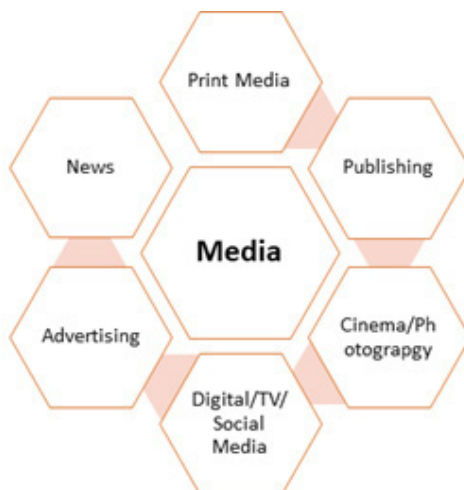 Print Media
News
Publishing
Media
Advertising
Cinema/Ph
otograpgy
Digital/TV/
Social
Media